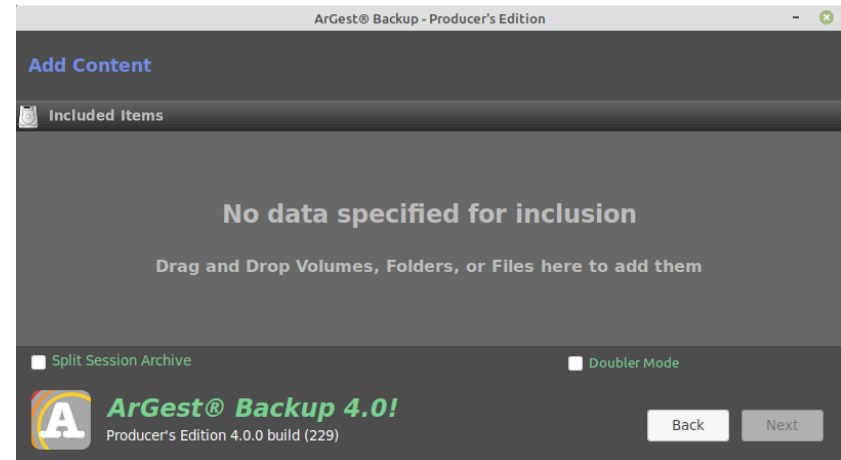 ArGest® Backup - Producer's Edition
Add Content
Included Items
No data specified for inclusion
Drag and Drop Volumes, Folders, or Files here to add them
Split Session Archive
Doubler Mode
A
ArGest® Backup 4.0!
Producer's Edition 4.0.0 build (229)
Back
Next